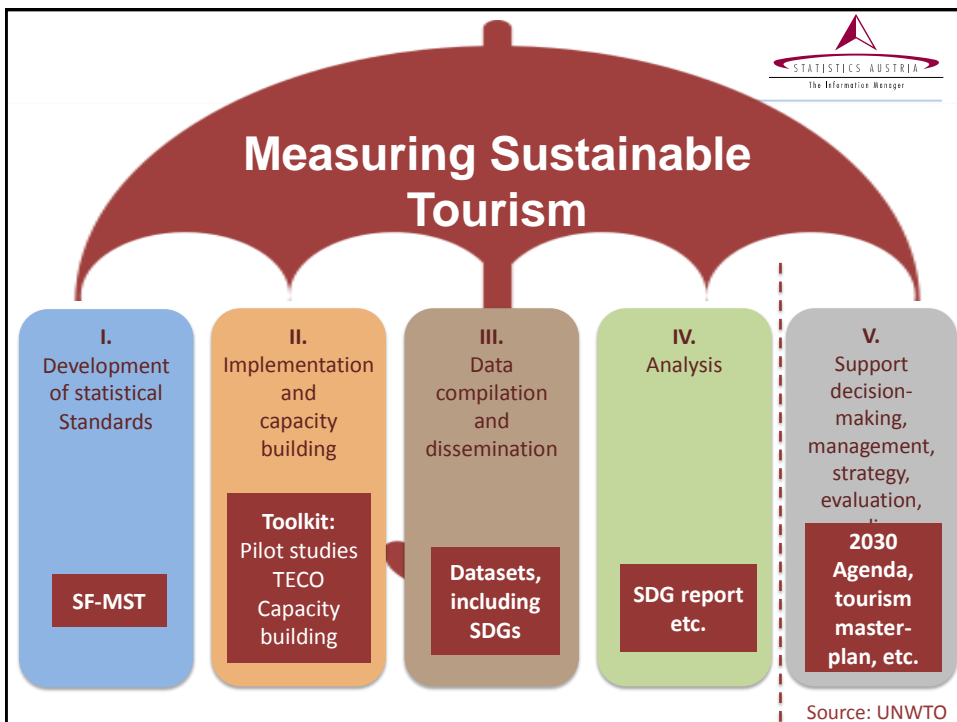 STATISTICS AUSTRIA
The Information Manager
Measuring Sustainable
Tourism
I.
Development
of statistical
Standards
SF-MST
II.
Implementation
and
capacity
building
Toolkit:
Pilot studies
TECO
Capacity
building
III.
Data
compilation
and
dissemination
Datasets,
including
SDGs
IV.
Analysis
SDG report
etc.
V.
Support
decision-
making,
management,
strategy,
evaluation,
2030
Agenda,
tourism
master-
plan, etc.
Source: UNWTO